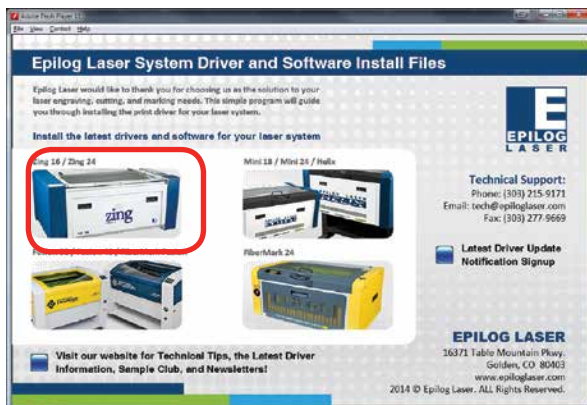 Adobe Flash Player 11
File View Control Help
Epilog Laser System Driver and Software Install Files
Epilog Laser would like to thank you for choosing us as the solution to your
laser engraving, cutting, and marking needs. This simple program will guide
you through installing the print driver for your laser system.
Install the latest drivers and software for your laser system
Zing 16 / Zing 24
Mini 18 / Mini 24 / Helix
zing
EPILOG
LASER
Technical Support:
Phone: (303) 215-9171
Email: tech@epiloglaser.com
Fax: (303) 277-9669
FiberMark 24
Latest Driver Update
Notification Signup
Visit our website for Technical Tips, the Latest Driver
Information, Sample Club, and Newsletters!
EPILOG LASER
16371 Table Mountain Pkwy.
Golden, CO 80403
www.epiloglaser.com
2014 © Epilog Laser. ALL Rights Reserved.